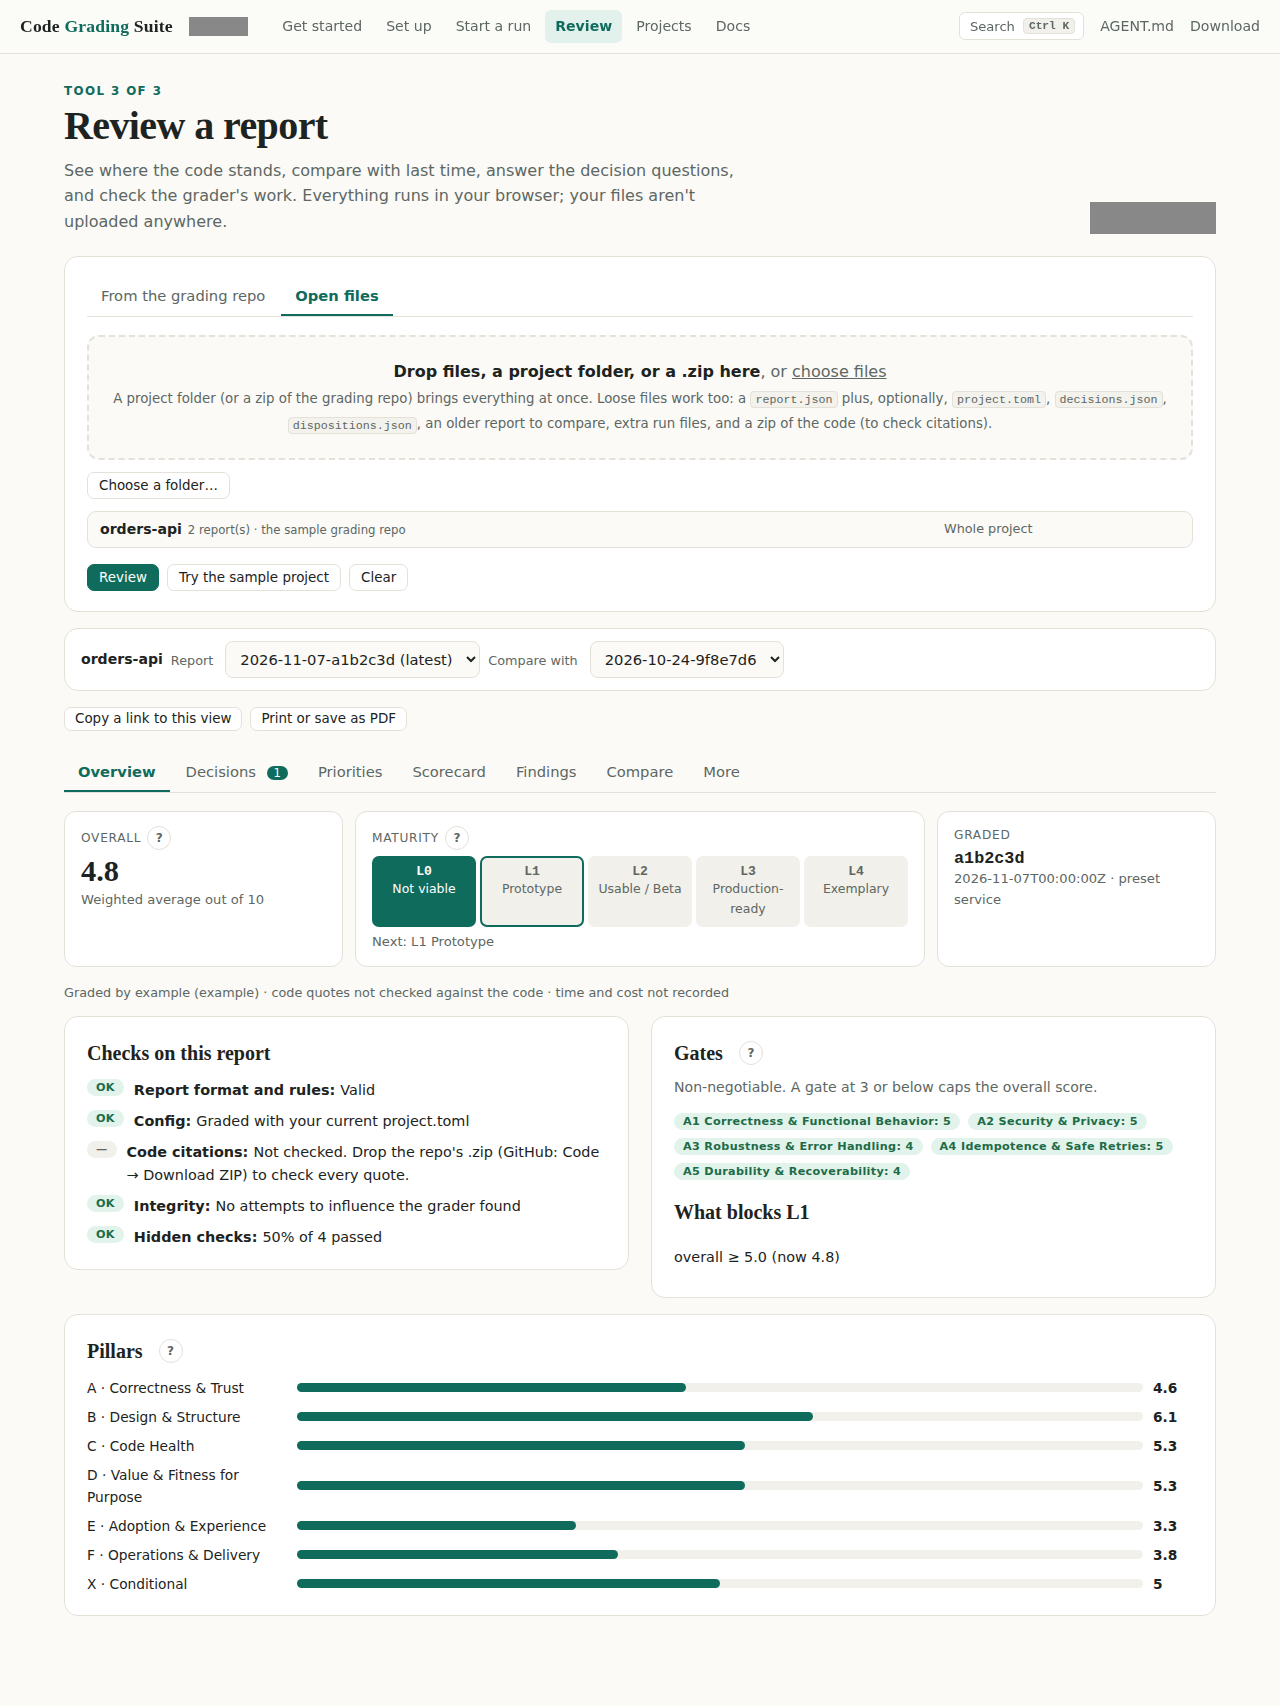 Code Grading Suite
Get started
Set up
Start a run
Review
Projects
Docs
Search Ctrl K
AGENT.md
Download
TOOL 3 OF 3
Review a report
See where the code stands, compare with last time, answer the decision questions,
and check the grader's work. Everything runs in your browser; your files aren't
uploaded anywhere.
From the grading repo
Open files
Drop files, a project folder, or a .zip here, or choose files
A project folder (or a zip of the grading repo) brings everything at once. Loose files work too: a report.json plus, optionally, project.toml, decisions.json,
dispositions.json, an older report to compare, extra run files, and a zip of the code (to check citations).
Choose a folder…
orders-api 2 report(s) · the sample grading repo
Whole project
Review
Try the sample project
Clear
orders-api Report 2026-11-07-a1b2c3d (latest) Compare with 2026-10-24-9f8e7d6
Copy a link to this view
Print or save as PDF
Overview
Decisions 1
Priorities
Scorecard
Findings
Compare
More
OVERALL ?
4.8
Weighted average out of 10
MATURITY ?
L0
Not viable
L1
Prototype
L2
Usable / Beta
L3
Production-
ready
L4
Exemplary
Next: L1 Prototype
GRADED
a1b2c3d
2026-11-07T00:00:00Z · preset
service
Graded by example (example) · code quotes not checked against the code · time and cost not recorded
Checks on this report
OK Report format and rules: Valid
OK Config: Graded with your current project.toml
— Code citations: Not checked. Drop the repo's .zip (GitHub: Code
→ Download ZIP) to check every quote.
OK Integrity: No attempts to influence the grader found
OK Hidden checks: 50% of 4 passed
Gates ?
Non-negotiable. A gate at 3 or below caps the overall score.
A1 Correctness & Functional Behavior: 5
A2 Security & Privacy: 5
A3 Robustness & Error Handling: 4
A4 Idempotence & Safe Retries: 5
A5 Durability & Recoverability: 4
What blocks L1
overall ≥ 5.0 (now 4.8)
Pillars ?
A · Correctness & Trust 4.6
B · Design & Structure 6.1
C · Code Health 5.3
D · Value & Fitness for
Purpose 5.3
E · Adoption & Experience 3.3
F · Operations & Delivery 3.8
X · Conditional 5